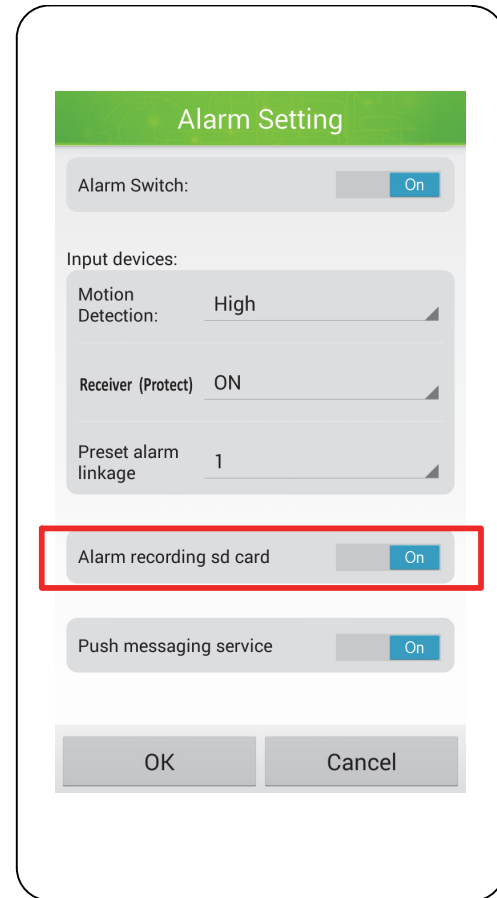 Alarm Setting
Alarm Switch: On
Input devices:
Motion
Detection: High
Receiver (Protect) ON
Preset alarm
linkage 1
Alarm recording sd card On
Push messaging service On
OK Cancel